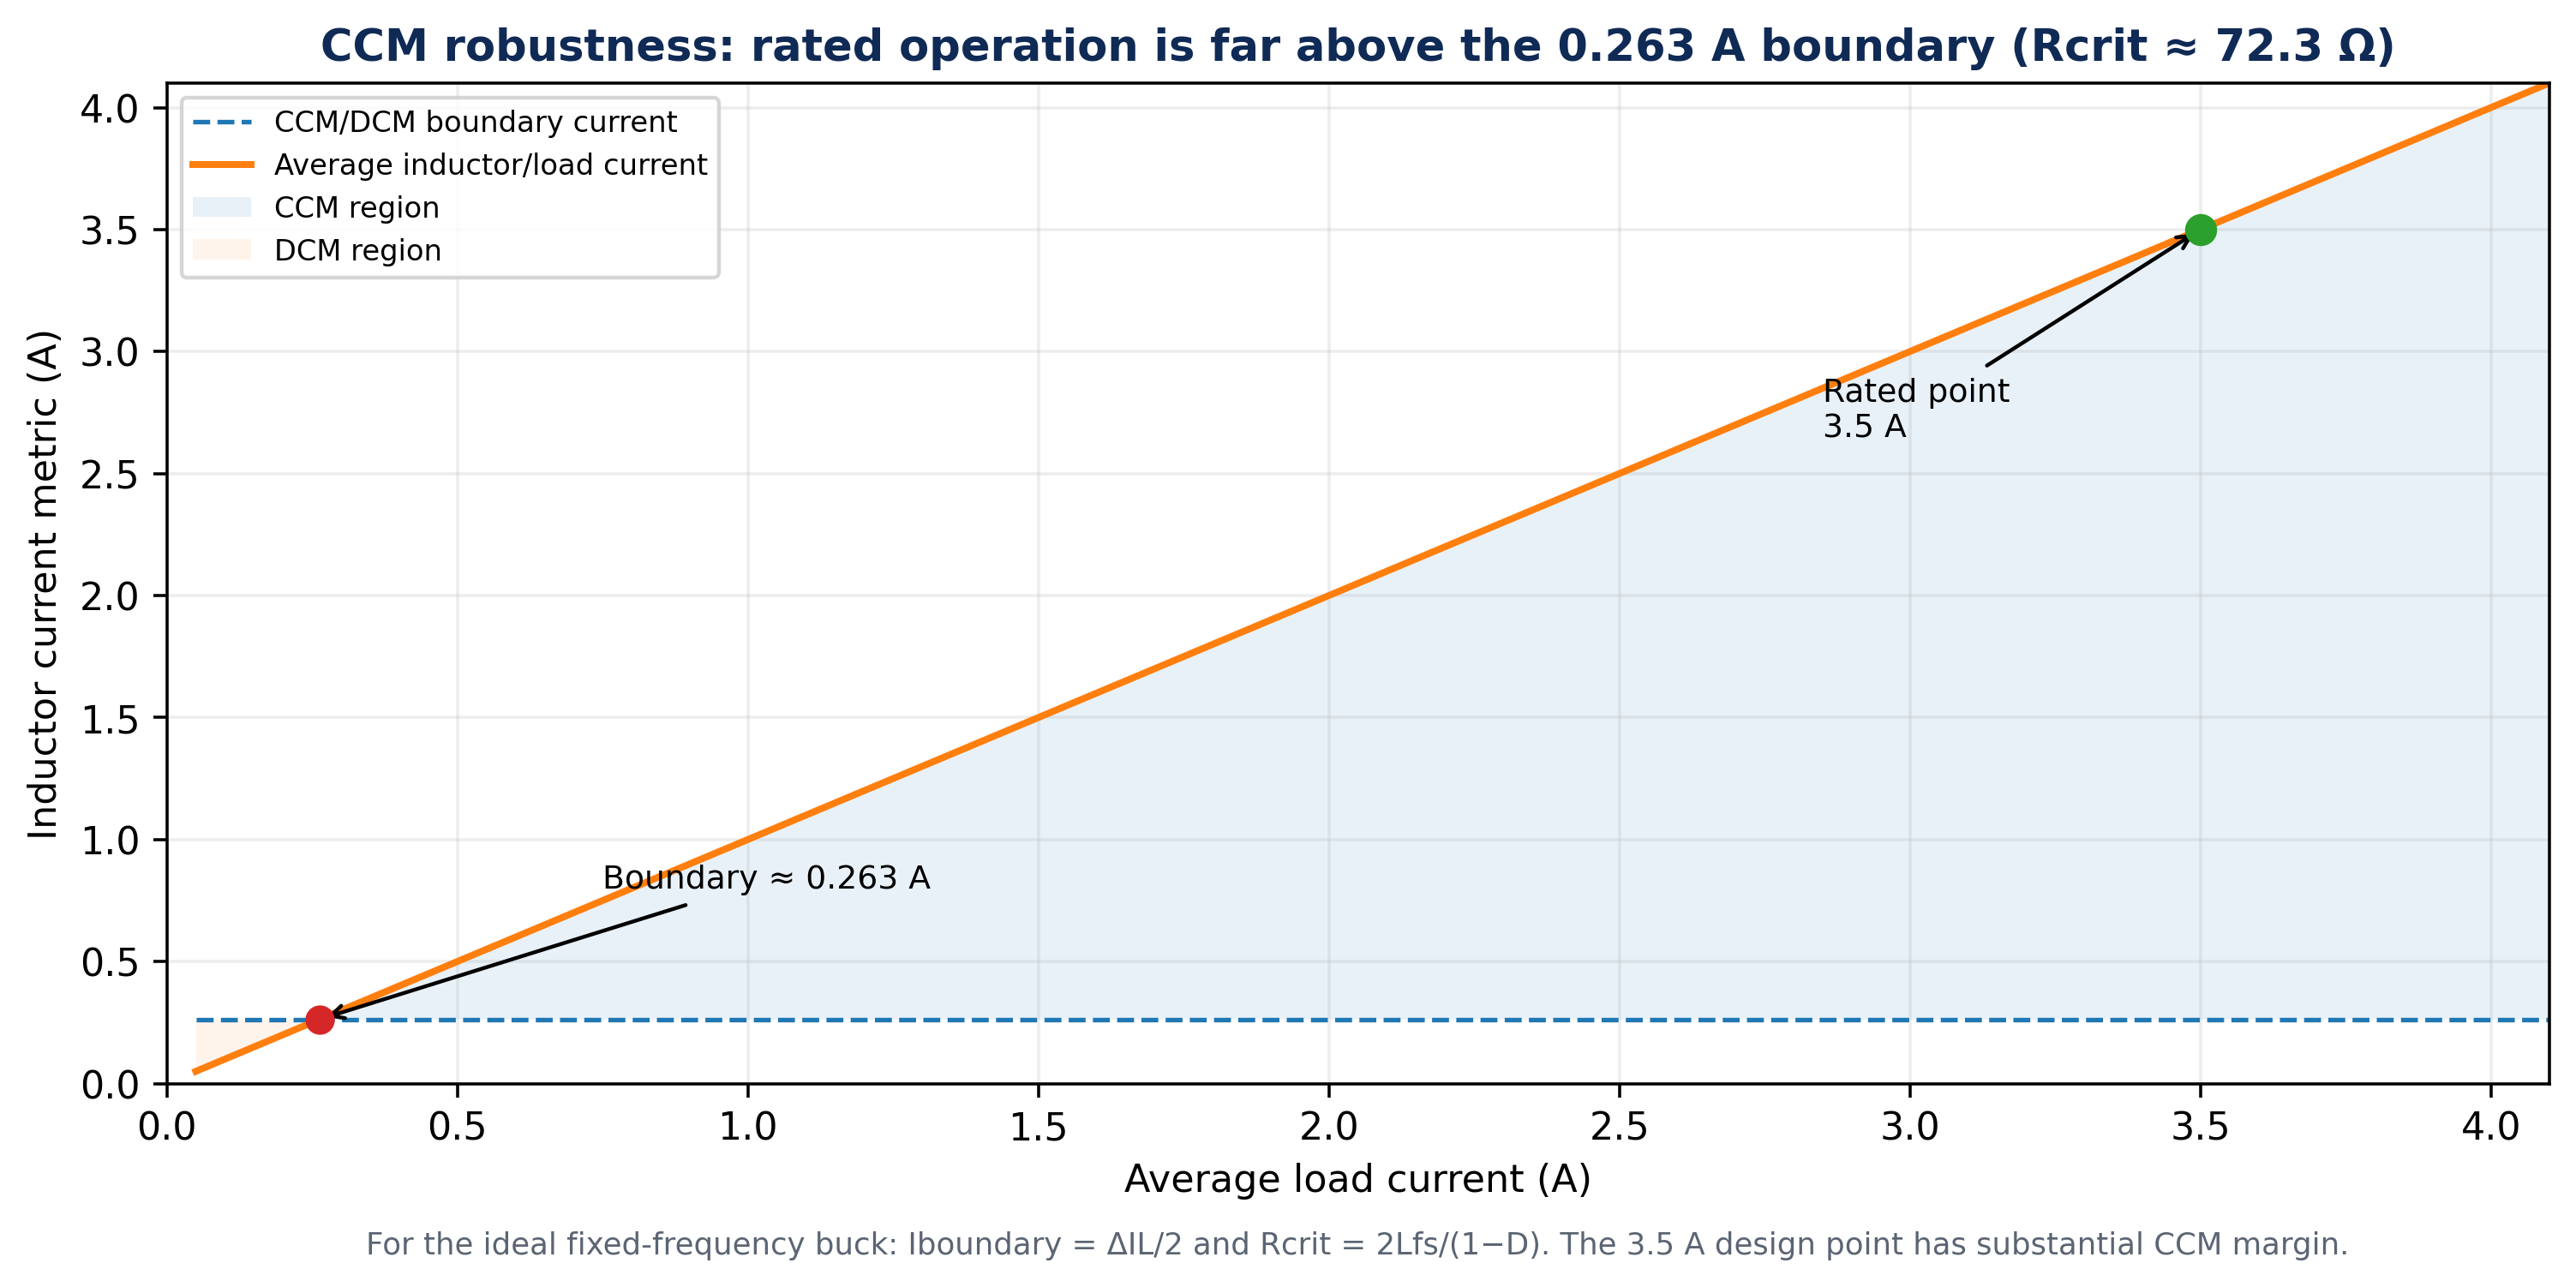 CCM robustness: rated operation is far above the 0.263 A boundary (Rcrit ≈ 72.3 Ω)
CCM/DCM boundary current
Average inductor/load current
CCM region
DCM region
Inductor current metric (A)
4.0
3.5
3.0
2.5
2.0
1.5
1.0
0.5
0.0
Rated point
3.5 A
Boundary ≈ 0.263 A
0.0 0.5 1.0 1.5 2.0 2.5 3.0 3.5 4.0
Average load current (A)
For the ideal fixed-frequency buck: Iboundary = ΔIL/2 and Rcrit = 2Lfs/(1−D). The 3.5 A design point has substantial CCM margin.